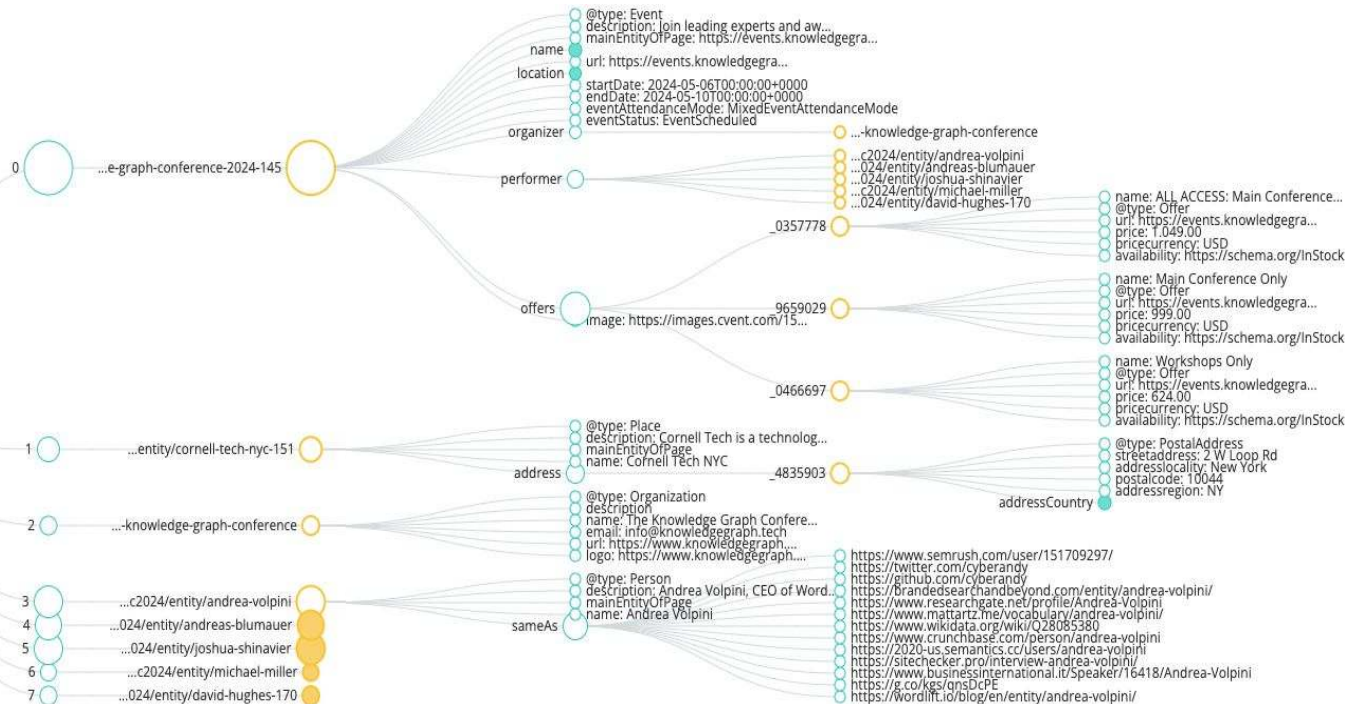 @type: Event
description: Join leading experts and aw...
mainEntityOfPage: https://events.knowledgegra...
name
url: https://events.knowledgegra...
location
startDate: 2024-05-06T00:00:00+0000
endDate: 2024-05-10T00:00:00+0000
eventAttendanceMode: MixedEventAttendanceMode
eventStatus: EventScheduled
organizer
...-knowledge-graph-conference
0
...e-graph-conference-2024-145
performer
...c2024/entity/andrea-volpini
...024/entity/andreas-blumauer
...024/entity/joshua-shinavier
...c2024/entity/michael-miller
...024/entity/david-hughes-170
_0357778
name: ALL ACCESS: Main Conference...
@type: Offer
url: https://events.knowledgegra...
price: 1.049.00
pricecurrency: USD
availability: https://schema.org/InStock
offers
image: https://images.cvent.com/15...
_9659029
name: Main Conference Only
@type: Offer
url: https://events.knowledgegra...
price: 999.00
pricecurrency: USD
availability: https://schema.org/InStock
_0466697
name: Workshops Only
@type: Offer
url: https://events.knowledgegra...
price: 624.00
pricecurrency: USD
availability: https://schema.org/InStock
1
...entity/cornell-tech-nyc-151
@type: Place
description: Cornell Tech is a technolog...
mainEntityOfPage
name: Cornell Tech NYC
address
_4835903
@type: PostalAddress
streetaddress: 2 W Loop Rd
addresslocality: New York
postalcode: 10044
addressregion: NY
addressCountry
2
...-knowledge-graph-conference
@type: Organization
description
name: The Knowledge Graph Confere...
email: info@knowledgegraph.tech
url: https://www.knowledgegraph....
logo: https://www.knowledgegraph....
3
...c2024/entity/andrea-volpini
@type: Person
description: Andrea Volpini, CEO of Word...
mainEntityOfPage
name: Andrea Volpini
sameAs
https://www.semrush.com/user/151709297/
https://twitter.com/cyberandy
https://github.com/cyberandy
https://brandedsearchandbeyond.com/entity/andrea-volpini/
https://www.researchgate.net/profile/Andrea-Volpini
https://www.mattartz.me/vocabulary/andrea-volpini/
https://www.wikidata.org/wiki/Q28085380
https://www.crunchbase.com/person/andrea-volpini
https://2020-us.semantics.cc/users/andrea-volpini
https://sitechecker.pro/interview-andrea-volpini/
https://www.businessinternational.it/Speaker/16418/Andrea-Volpini
https://g.co/kgs/qnsDcPE
https://wordlift.io/blog/en/entity/andrea-volpini/
4
...024/entity/andreas-blumauer
5
...024/entity/joshua-shinavier
6
...c2024/entity/michael-miller
7
...024/entity/david-hughes-170